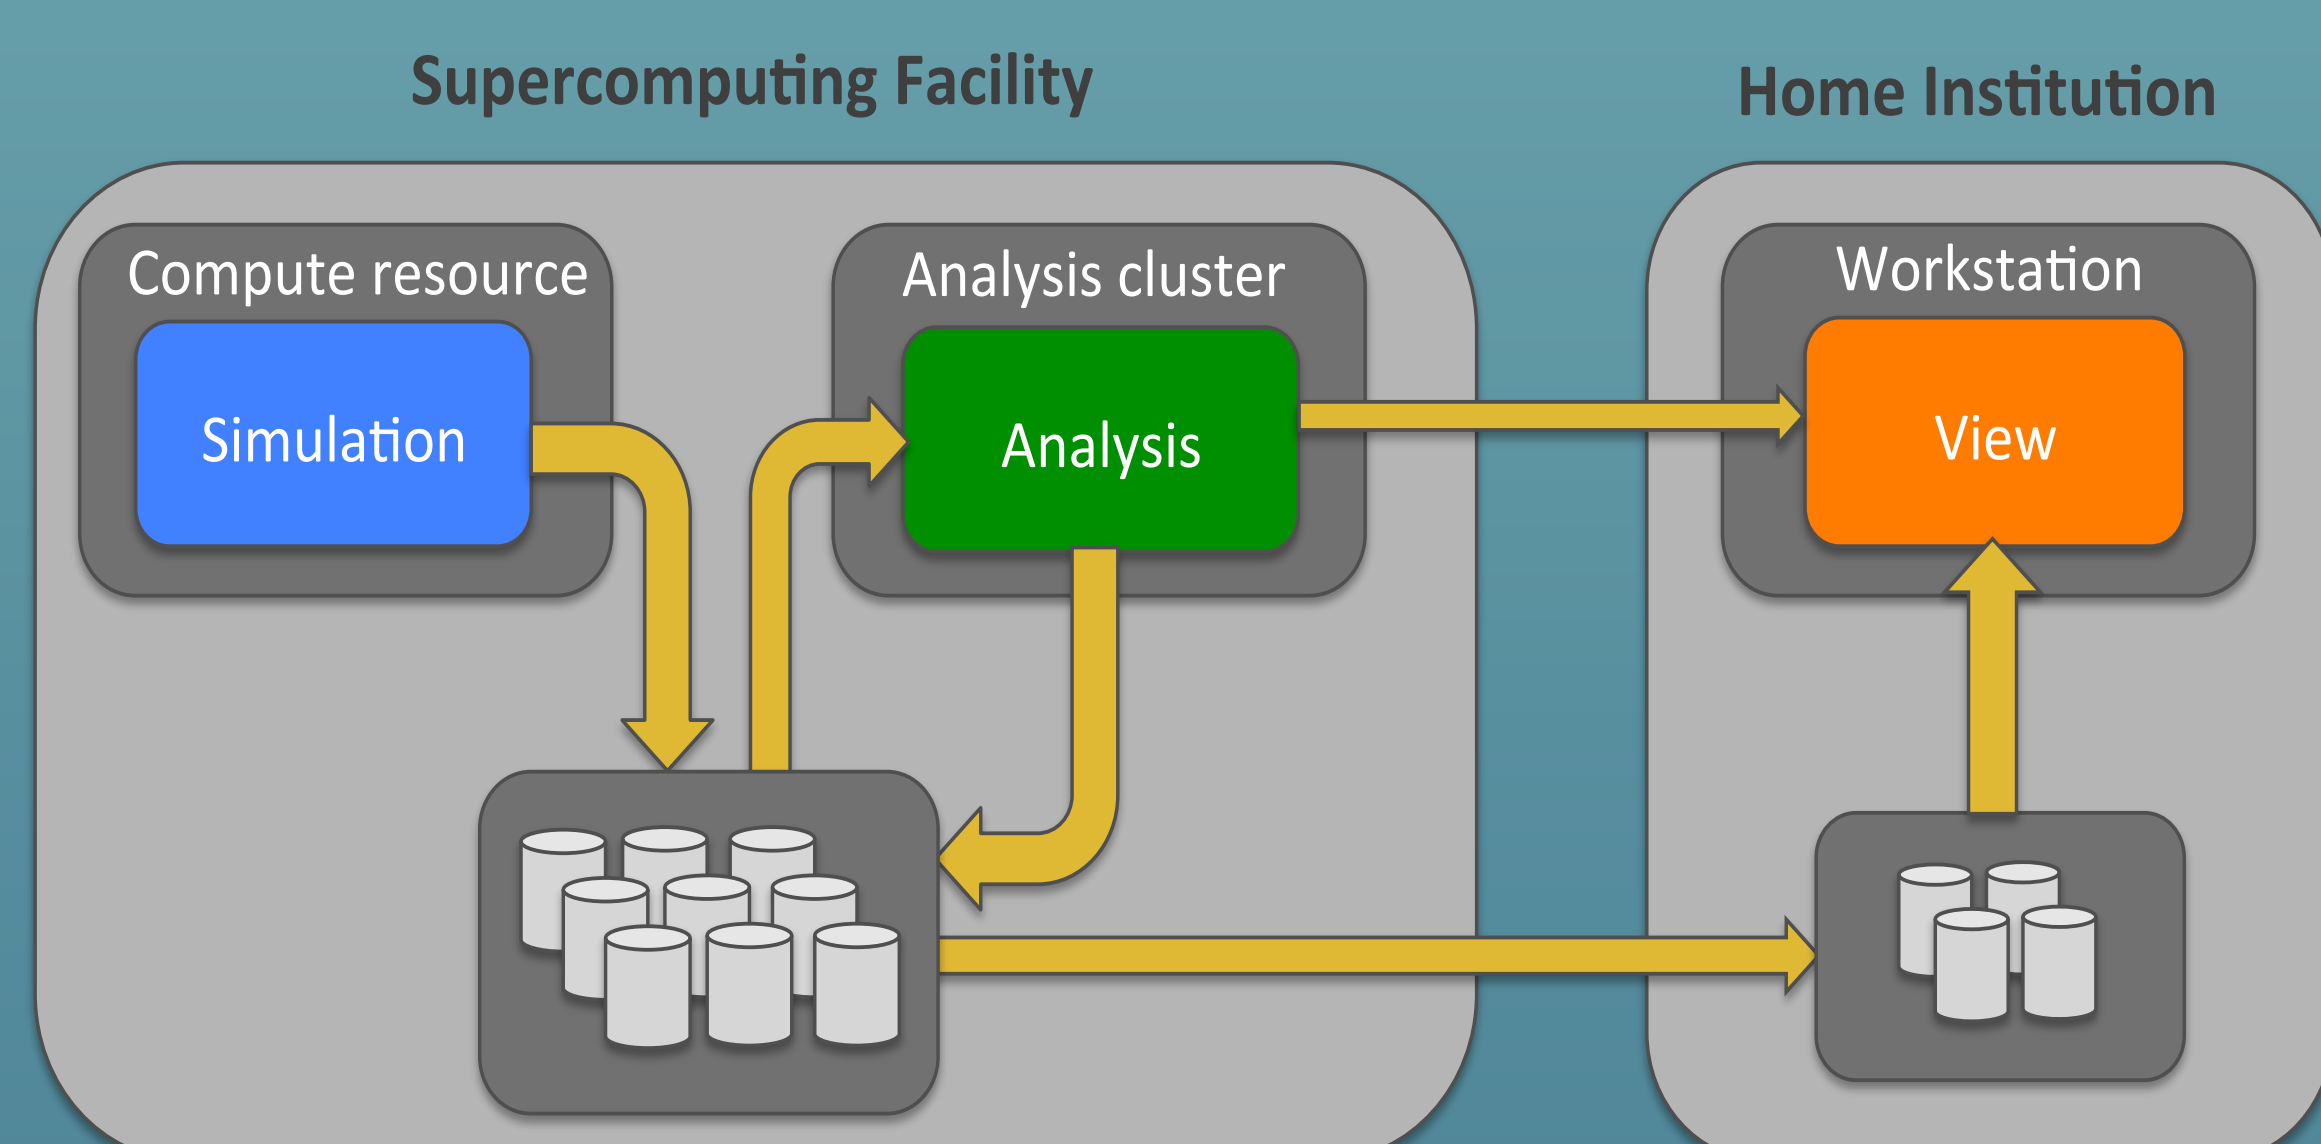 Supercomputing Facility
Home Institution
Compute resource
Analysis cluster
Workstation
Simulation
Analysis
View